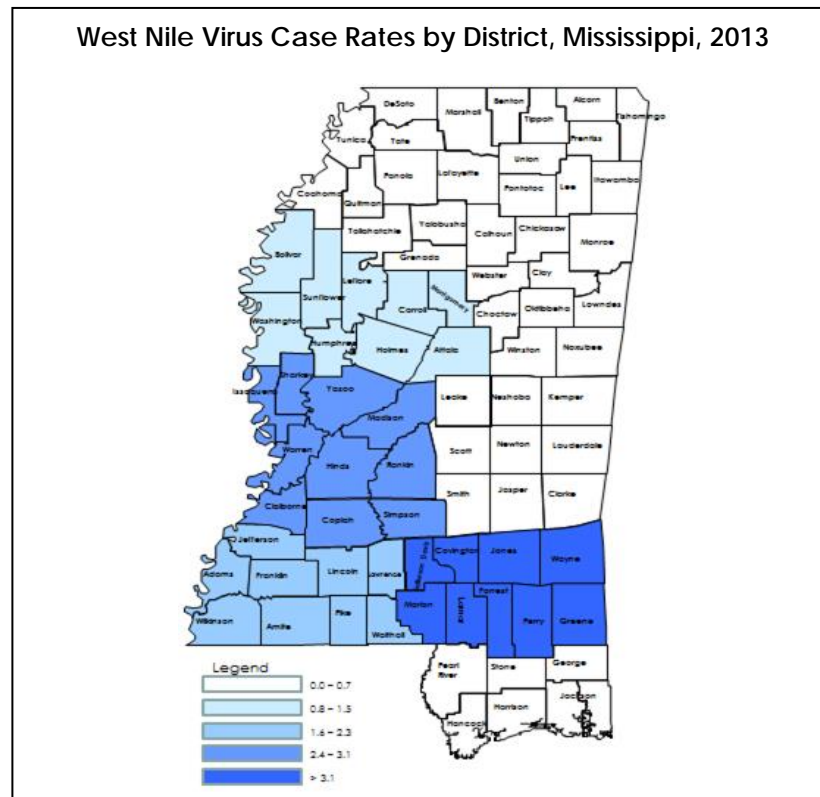 West Nile Virus Case Rates by District, Mississippi, 2013
DeSoto
Marshall
Benton
Tippah
Alcorn
Tishomingo
Prentiss
Tunica
Tate
Union
Panola
Lafayette
Pontotoc
Lee
Itawamba
Coahoma
Quitman
Tallahatchie
Yalobusha
Calhoun
Chickasaw
Monroe
Grenada
Bolivar
Sunflower
Leflore
Carroll
Montgomery
Webster
Clay
Choctaw
Oktibbeha
Lowndes
Washington
Humphreys
Holmes
Attala
Winston
Noxubee
Issaquena
Sharkey
Yazoo
Madison
Leake
Neshoba
Kemper
Warren
Hinds
Rankin
Scott
Newton
Lauderdale
Claiborne
Copiah
Simpson
Smith
Jasper
Clarke
Jefferson
Adams
Franklin
Lincoln
Lawrence
Covington
Jones
Wayne
Wilkinson
Amite
Pike
Walthall
Marion
Lamar
Forrest
Perry
Greene
Pearl
River
Stone
George
Hancock
Harrison
Jackson
Legend
0.0 – 0.7
0.8 – 1.5
1.6 – 2.3
2.4 – 3.1
> 3.1